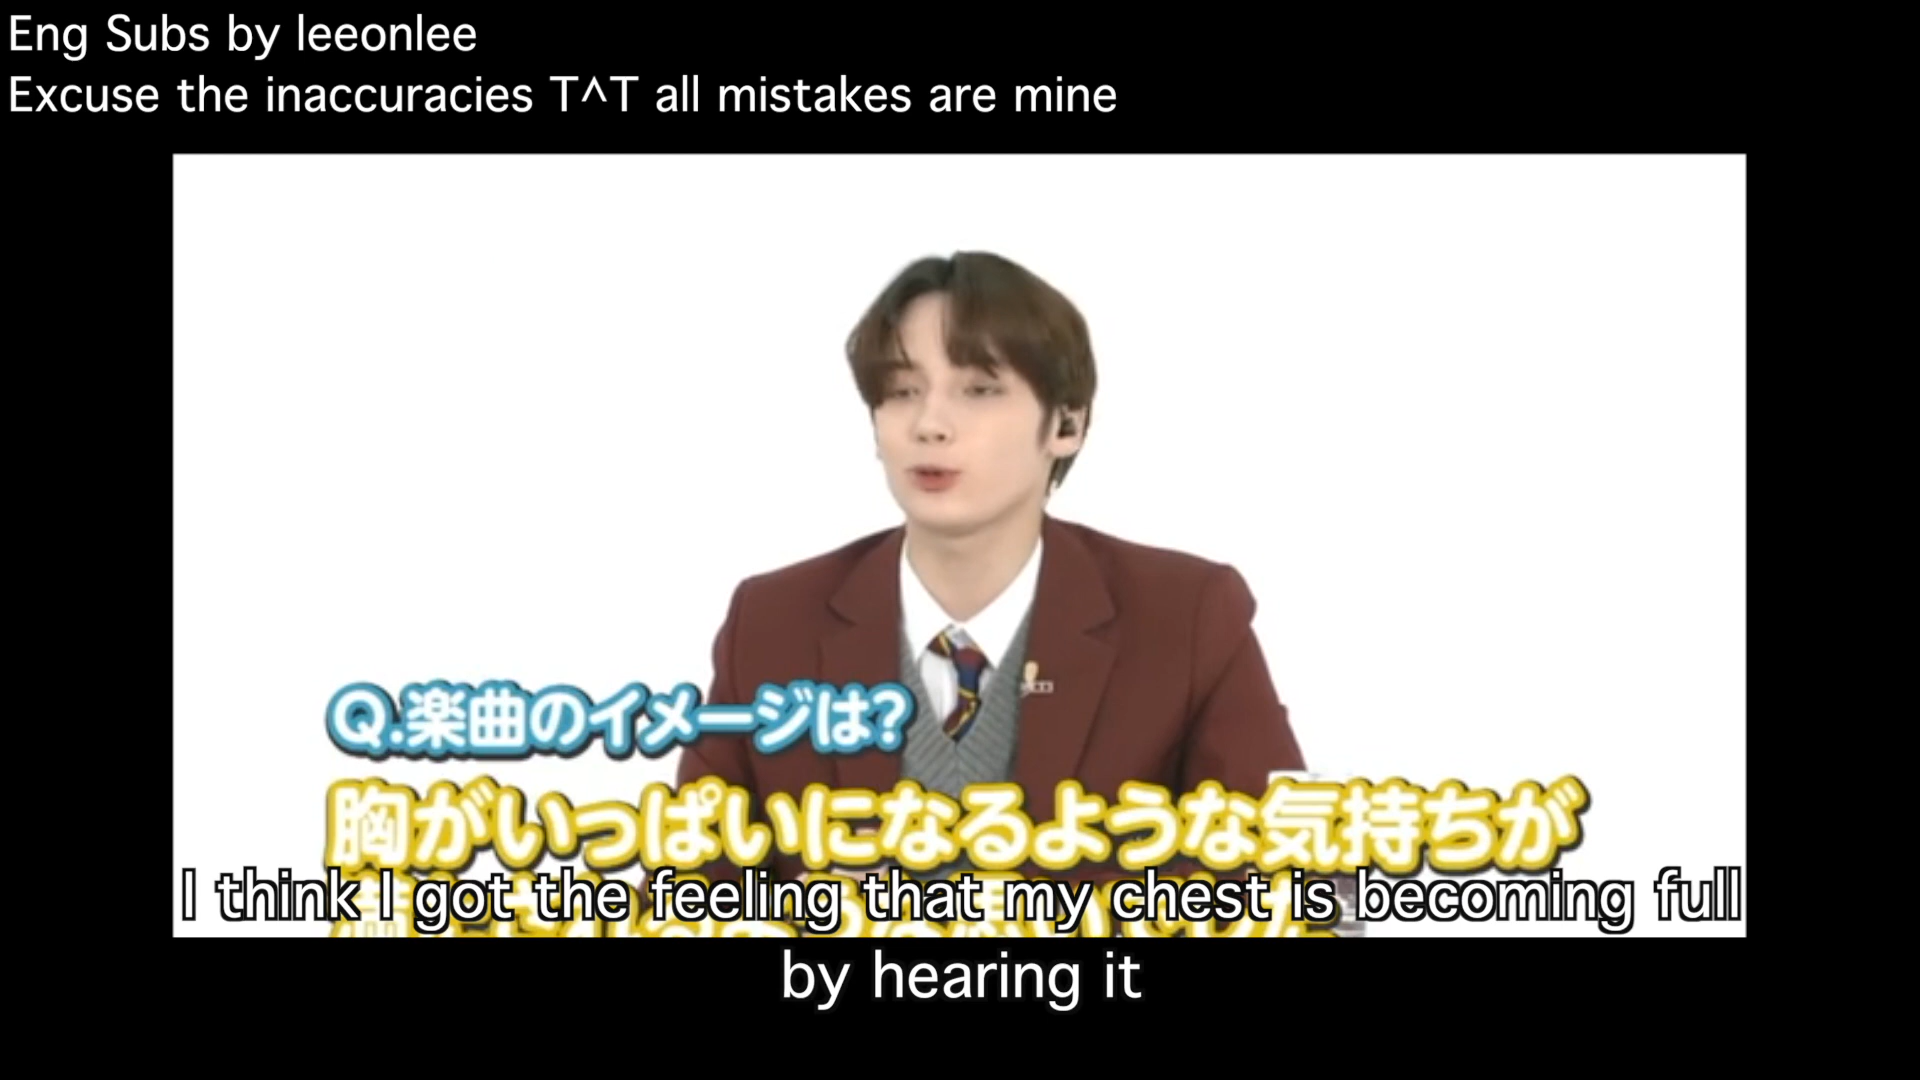 Eng Subs by leeonlee
Excuse the inaccuracies T^T all mistakes are mine
Q.楽曲のイメージは?
胸がいっぱいになるような気持ちが
I think I got the feeling that my chest is becoming full
by hearing it